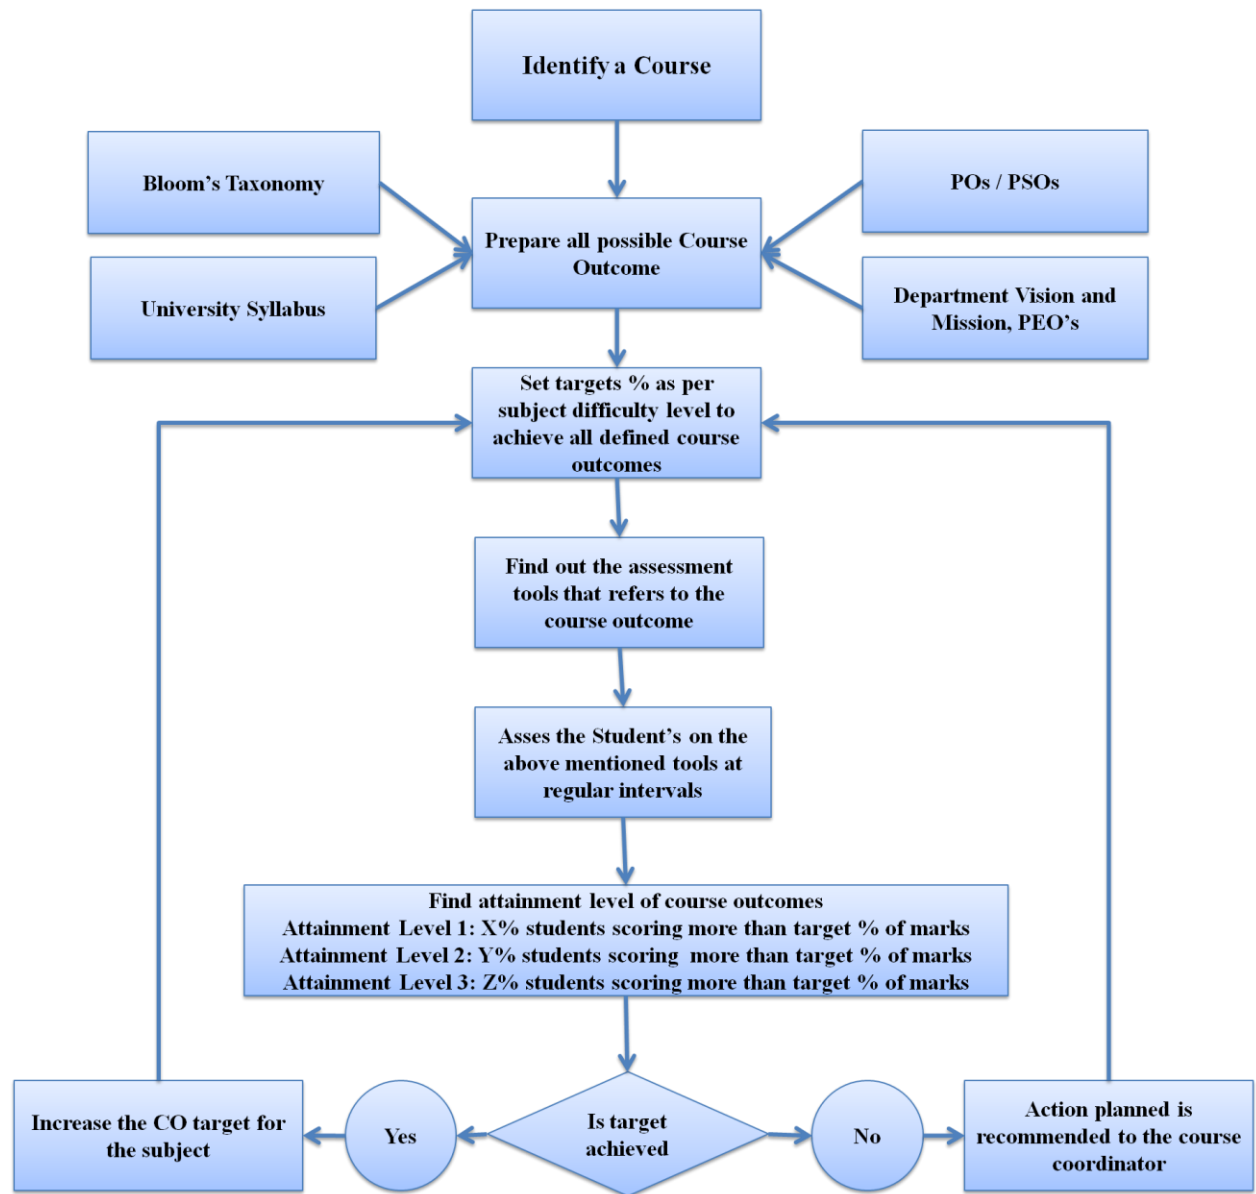 Identify a Course
Bloom's Taxonomy
POs / PSOs
Prepare all possible Course
Outcome
University Syllabus
Department Vision and
Mission, PEO's
Set targets % as per
subject difficulty level to
achieve all defined course
outcomes
Find out the assessment
tools that refers to the
course outcome
Asses the Student's on the
above mentioned tools at
regular intervals
Find attainment level of course outcomes
Attainment Level 1: X% students scoring more than target % of marks
Attainment Level 2: Y% students scoring more than target % of marks
Attainment Level 3: Z% students scoring more than target % of marks
Increase the CO target for
the subject
Yes
Is target
achieved
No
Action planned is
recommended to the course
coordinator